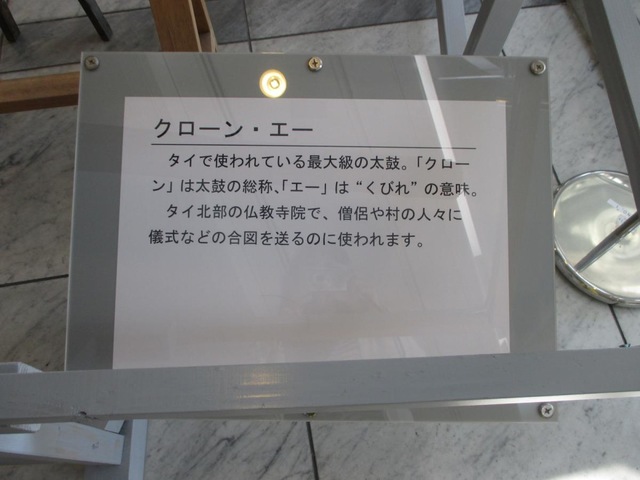 クローン・エー
タイで使われている最大級の太鼓。「クロー
ン」は太鼓の総称、「エー」は“くびれ”の意味。
タイ北部の仏教寺院で、僧侶や村の人々に
儀式などの合図を送るのに使われます。